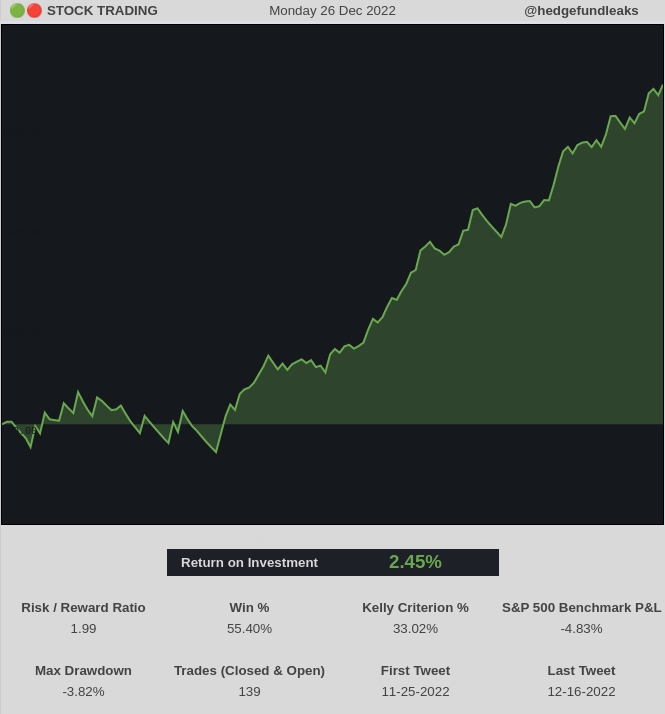 🟢🔴 STOCK TRADING Monday 26 Dec 2022 @hedgefundleaks
Return on Investment 2.45%
Risk / Reward Ratio Win % Kelly Criterion % S&P 500 Benchmark P&L
1.99 55.40% 33.02% -4.83%
Max Drawdown Trades (Closed & Open) First Tweet Last Tweet
-3.82% 139 11-25-2022 12-16-2022